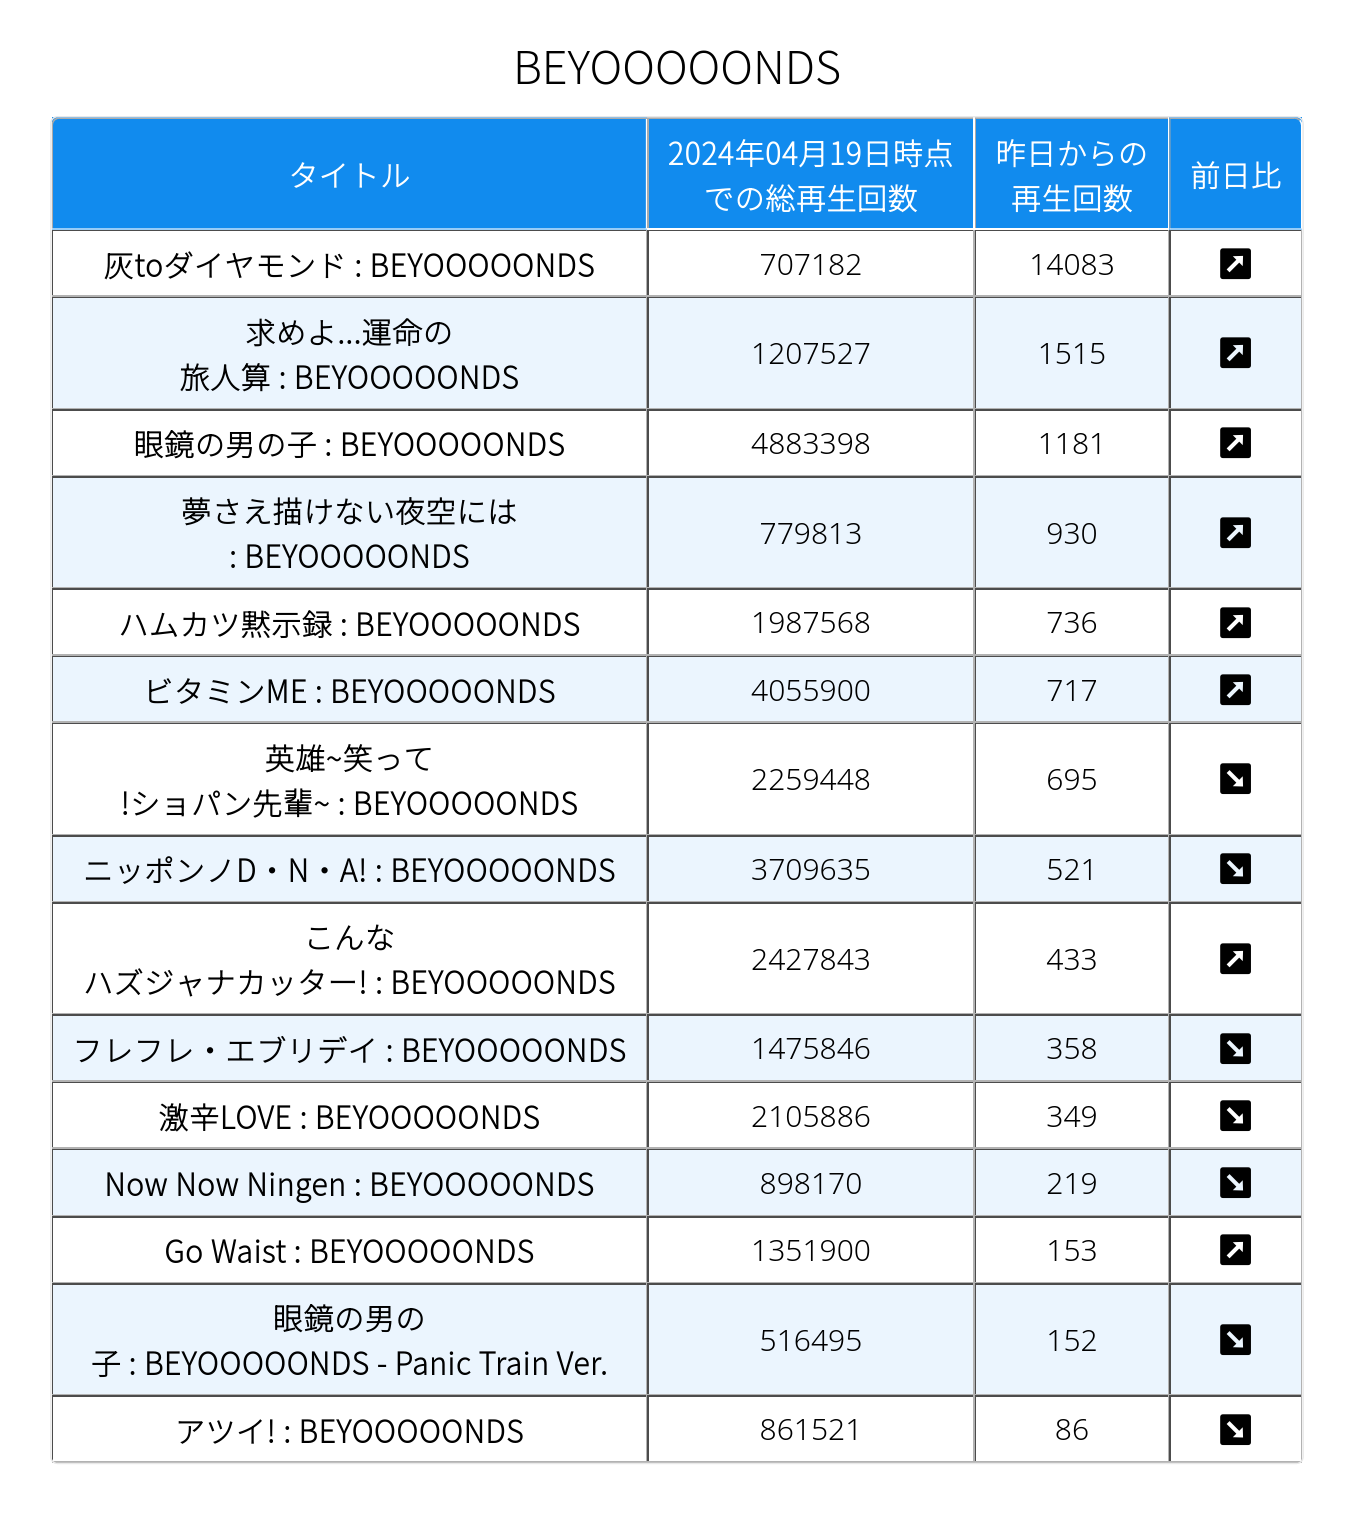 BEYOOOOONDS
タイトル
2024年04月19日時点
での総再生回数
昨日からの
再生回数
前日比
灰toダイヤモンド : BEYOOOOONDS
707182
14083
求めよ...運命の
旅人算 : BEYOOOOONDS
1207527
1515
眼鏡の男の子 : BEYOOOOONDS
4883398
1181
夢さえ描けない夜空には
: BEYOOOOONDS
779813
930
ハムカツ黙示録 : BEYOOOOONDS
1987568
736
ビタミンME : BEYOOOOONDS
4055900
717
英雄~笑って
!ショパン先輩~ : BEYOOOOONDS
2259448
695
ニッポンノD・N・A! : BEYOOOOONDS
3709635
521
こんな
ハズジャナカッター! : BEYOOOOONDS
2427843
433
フレフレ・エブリデイ : BEYOOOOONDS
1475846
358
激辛LOVE : BEYOOOOONDS
2105886
349
Now Now Ningen : BEYOOOOONDS
898170
219
Go Waist : BEYOOOOONDS
1351900
153
眼鏡の男の
子 : BEYOOOOONDS - Panic Train Ver.
516495
152
アツイ! : BEYOOOOONDS
861521
86